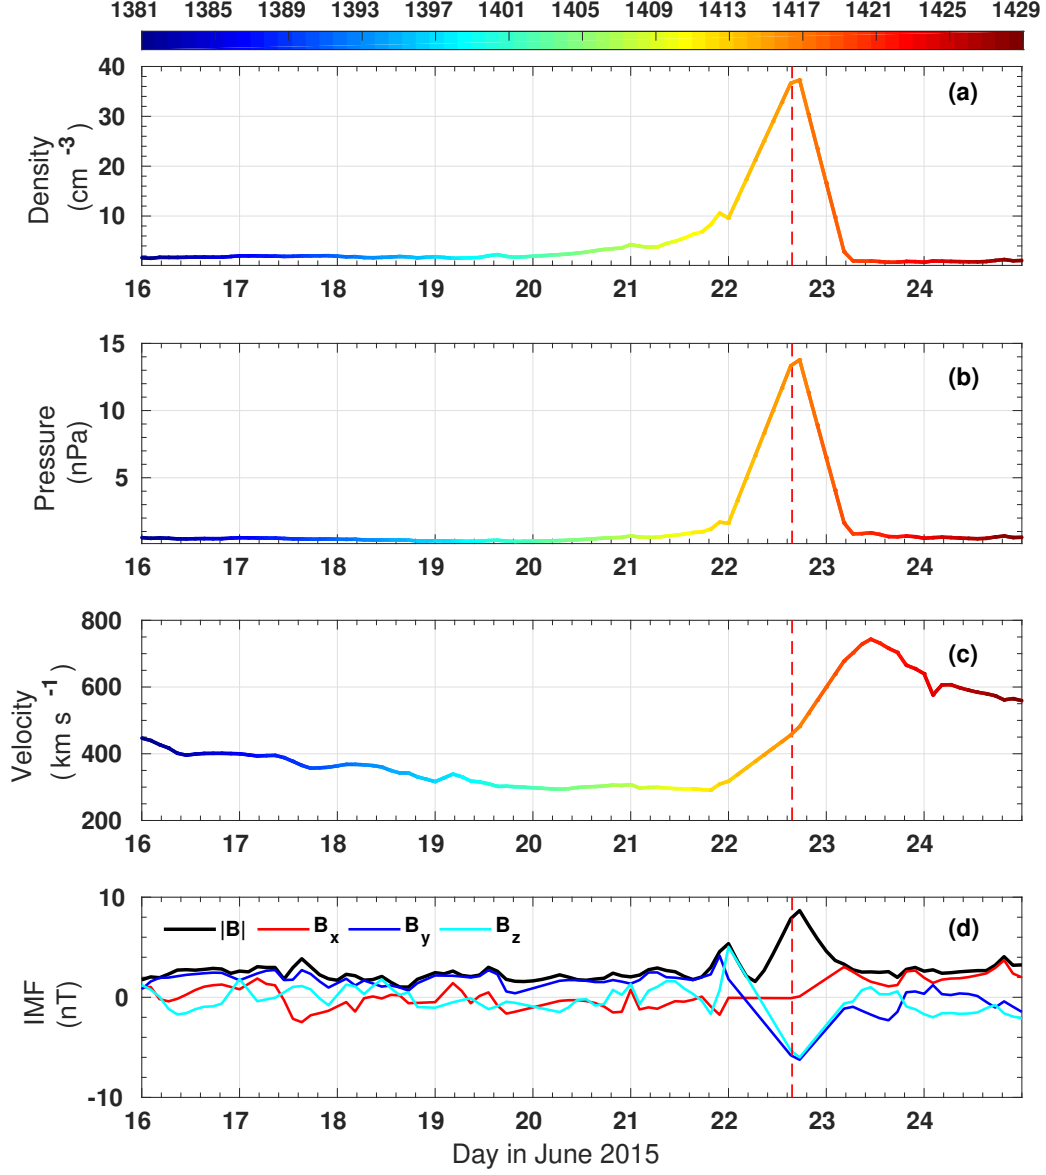 1381 1385 1389 1393 1397 1401 1405 1409 1413 1417 1421 1425 1429
(a)
Density
(cm -3)
40
30
20
10
16 17 18 19 20 21 22 23 24
(b)
Pressure
(nPa)
15
10
5
16 17 18 19 20 21 22 23 24
(c)
Velocity
(km s -1)
800
600
400
200
16 17 18 19 20 21 22 23 24
|B| Bx By Bz
(d)
IMF
(nT)
10
0
-10
16 17 18 19 20 21 22 23 24
Day in June 2015